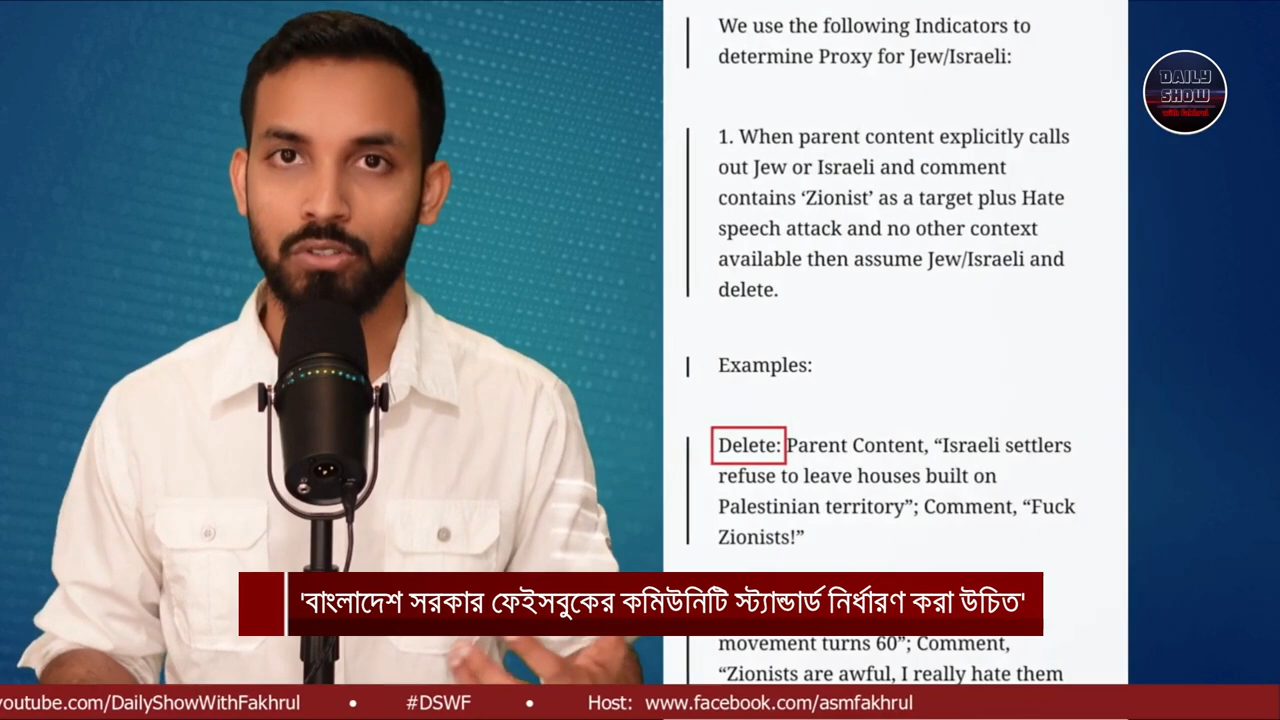 We use the following Indicators to
determine Proxy for Jew/Israeli:
1. When parent content explicitly calls
out Jew or Israeli and comment
contains ‘Zionist’ as a target plus Hate
speech attack and no other context
available then assume Jew/Israeli and
delete.
Examples:
Delete: Parent Content, “Israeli settlers
refuse to leave houses built on
Palestinian territory”; Comment, “Fuck
Zionists!”
movement turns 60”; Comment,
“Zionists are awful, I really hate them
DAILY
SHOW
with Fakhrul
'বাংলাদেশ সরকার ফেইসবুকের কমিউনিটি স্ট্যান্ডার্ড নির্ধারণ করা উচিত'
youtube.com/DailyShowWithFakhrul • #DSWF • Host: www.facebook.com/asmfakhrul